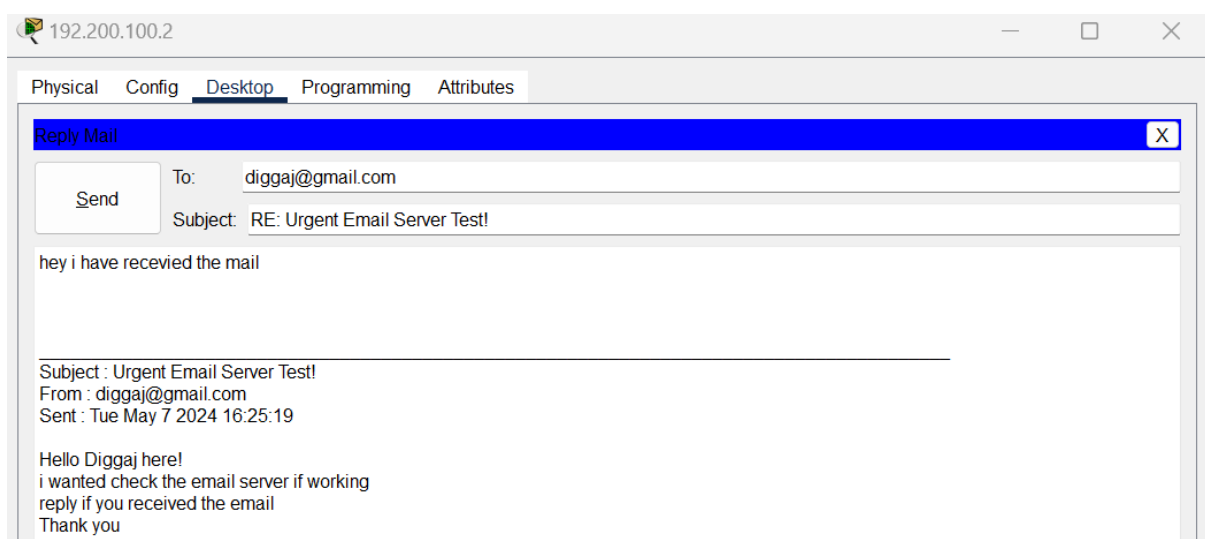 192.200.100.2
Physical Config Desktop Programming Attributes
Reply Mail X
Send
To: diggaj@gmail.com
Subject: RE: Urgent Email Server Test!
hey i have recevied the mail
Subject : Urgent Email Server Test!
From : diggaj@gmail.com
Sent : Tue May 7 2024 16:25:19
Hello Diggaj here!
i wanted check the email server if working
reply if you received the email
Thank you